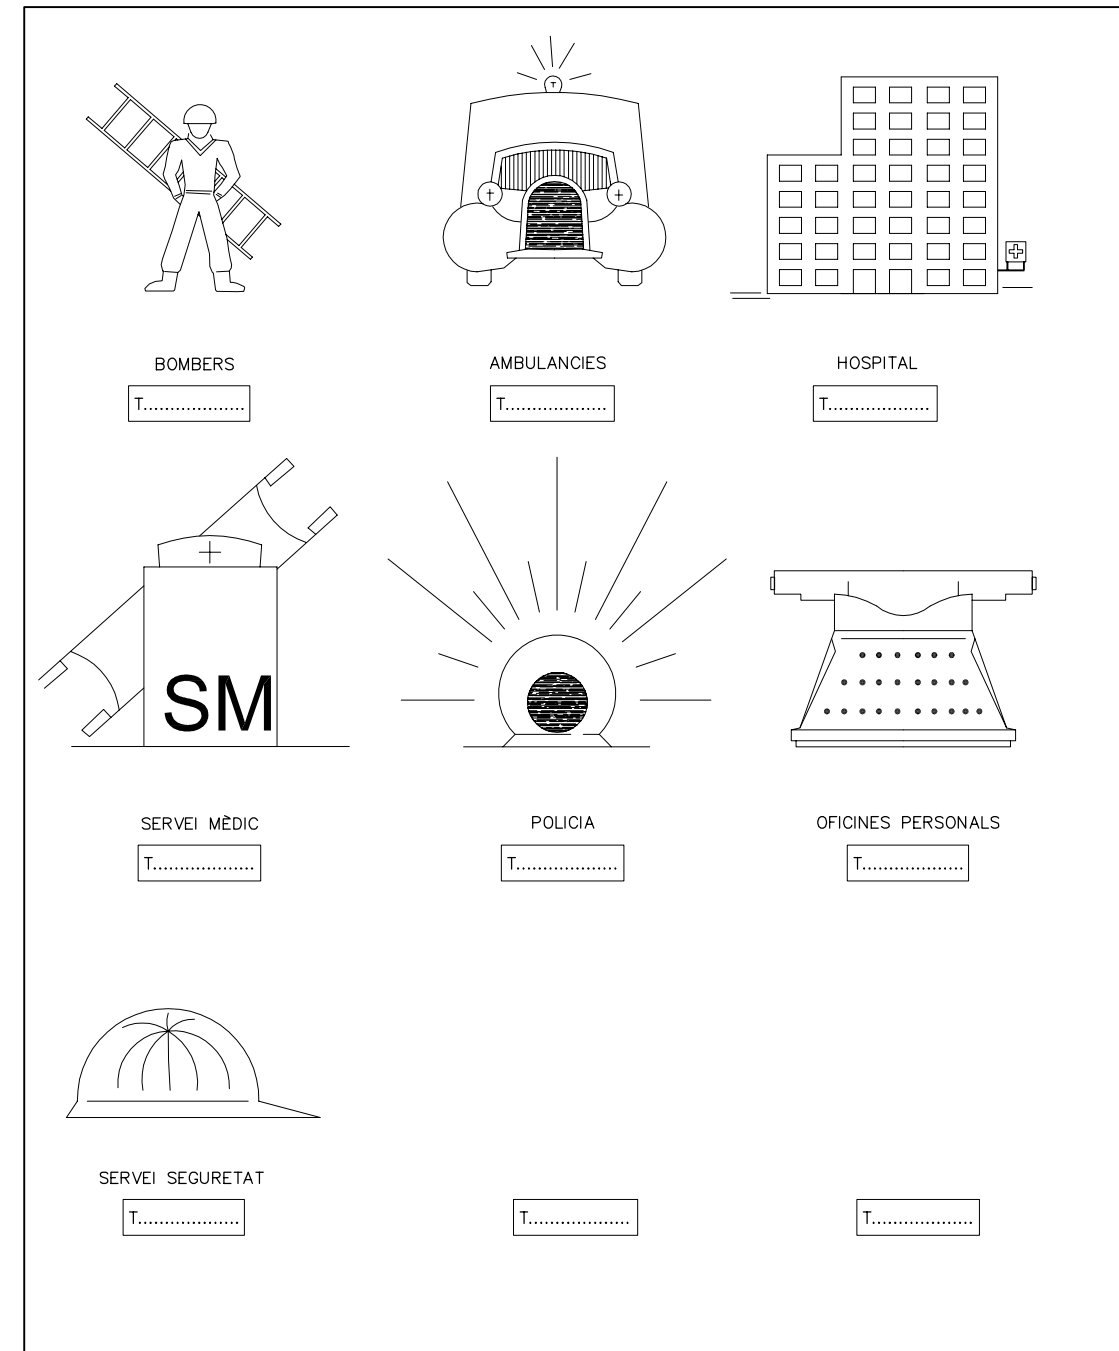 T
BOMBERS AMBULANCIES HOSPITAL
T................... T................... T...................
SM
SERVEI MÈDIC POLICIA OFICINES PERSONALS
T................... T................... T...................
SERVEI SEGURETAT
T................... T................... T...................